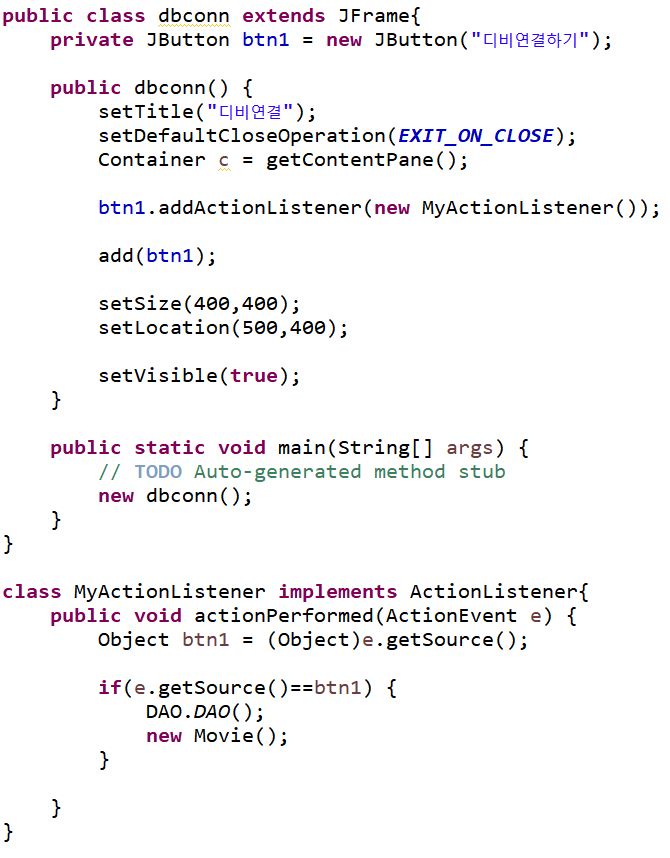 public class dbconn extends JFrame{
    private JButton btn1 = new JButton("디비연결하기");
    public dbconn() {
        setTitle("디비연결");
        setDefaultCloseOperation(EXIT_ON_CLOSE);
        Container c = getContentPane();
        btn1.addActionListener(new MyActionListener());
        add(btn1);
        setSize(400,400);
        setLocation(500,400);
        setVisible(true);
    }
    public static void main(String[] args) {
        // TODO Auto-generated method stub
        new dbconn();
    }
}
class MyActionListener implements ActionListener{
    public void actionPerformed(ActionEvent e) {
        Object btn1 = (Object)e.getSource();
        if(e.getSource()==btn1) {
            DAO.DAO();
            new Movie();
        }
    }
}